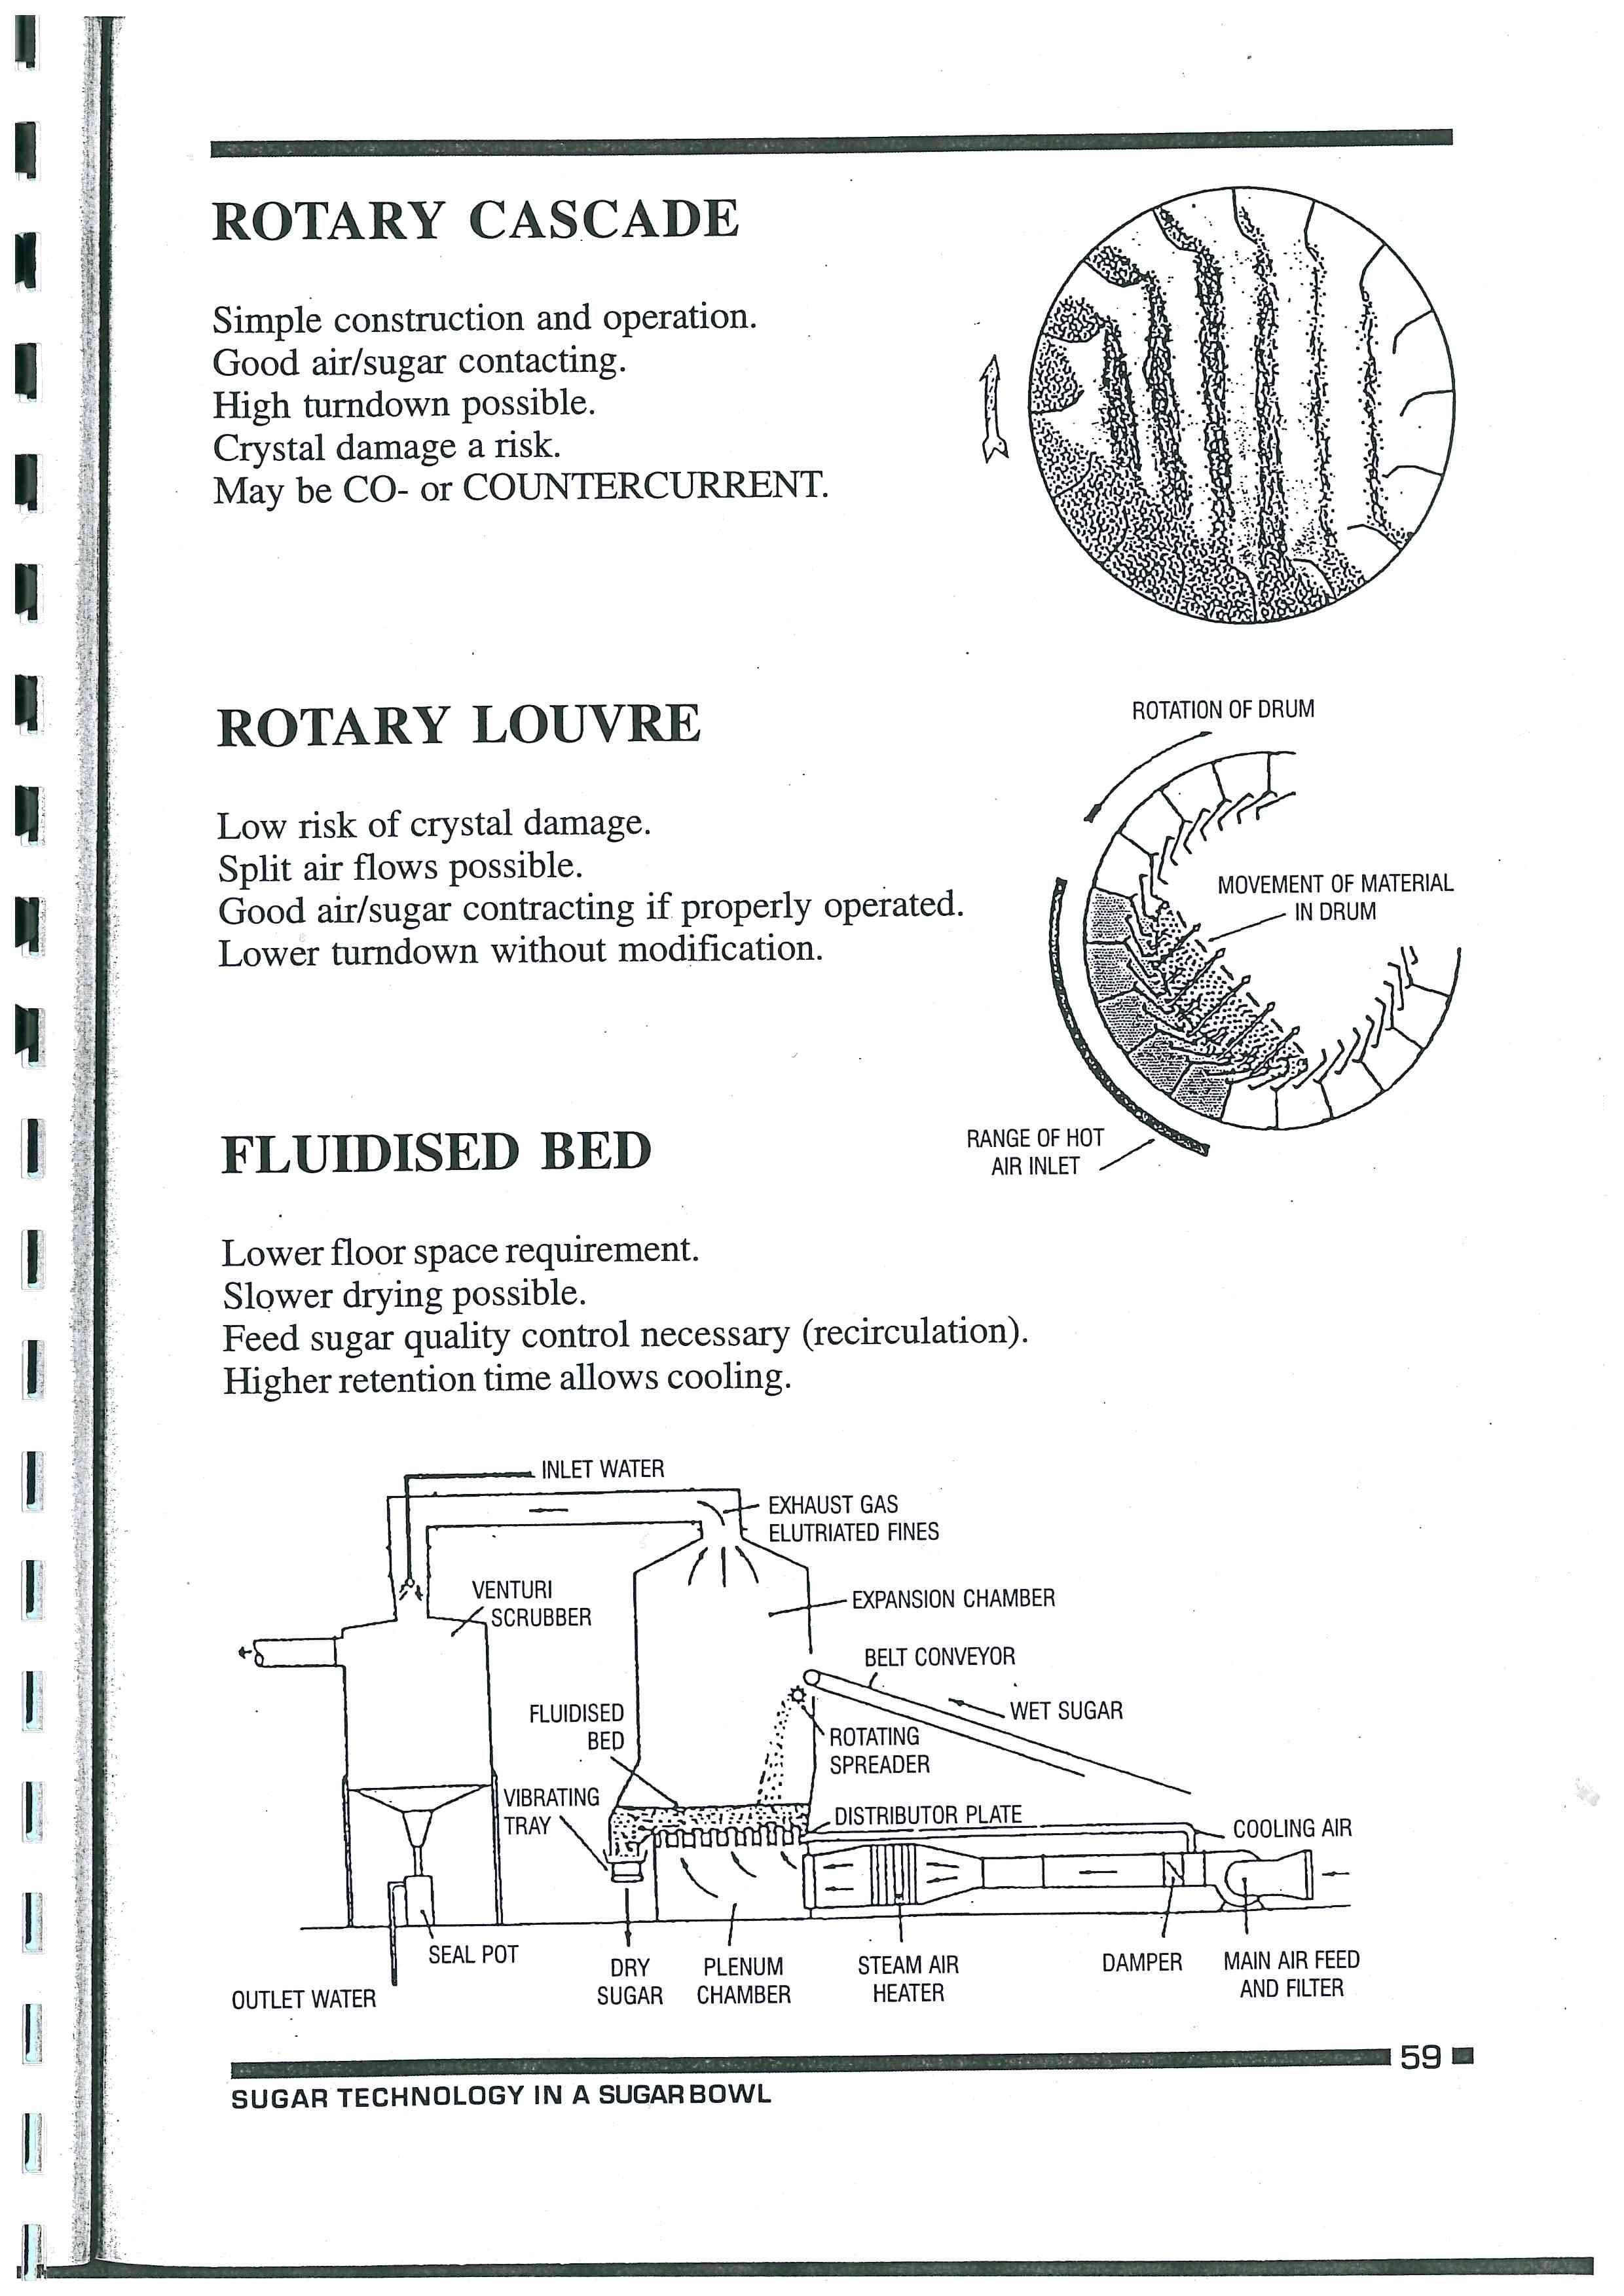 ROTARY CASCADE
Simple construction and operation.
Good air/sugar contacting.
High turndown possible.
Crystal damage a risk.
May be CO- or COUNTERCURRENT.
ROTARY LOUVRE
Low risk of crystal damage.
Split air flows possible.
Good air/sugar contracting if properly operated.
Lower turndown without modification.
ROTATION OF DRUM
MOVEMENT OF MATERIAL
IN DRUM
RANGE OF HOT
AIR INLET
FLUIDISED BED
Lower floor space requirement.
Slower drying possible.
Feed sugar quality control necessary (recirculation).
Higher retention time allows cooling.
INLET WATER
EXHAUST GAS
ELUTRIATED FINES
VENTURI
SCRUBBER
EXPANSION CHAMBER
BELT CONVEYOR
WET SUGAR
FLUIDISED
BED
ROTATING
SPREADER
VIBRATING
TRAY
DISTRIBUTOR PLATE
COOLING AIR
SEAL POT
OUTLET WATER
DRY
SUGAR
PLENUM
CHAMBER
STEAM AIR
HEATER
DAMPER
MAIN AIR FEED
AND FILTER
59
SUGAR TECHNOLOGY IN A SUGAR BOWL